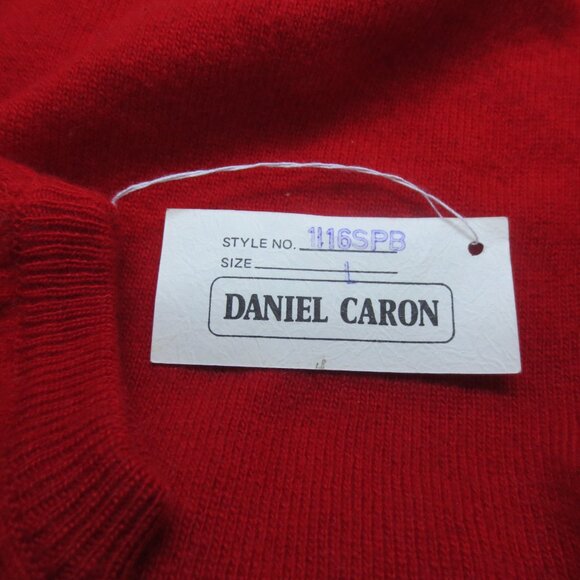 STYLE NO. 1116SPB
SIZE L
DANIEL CARON